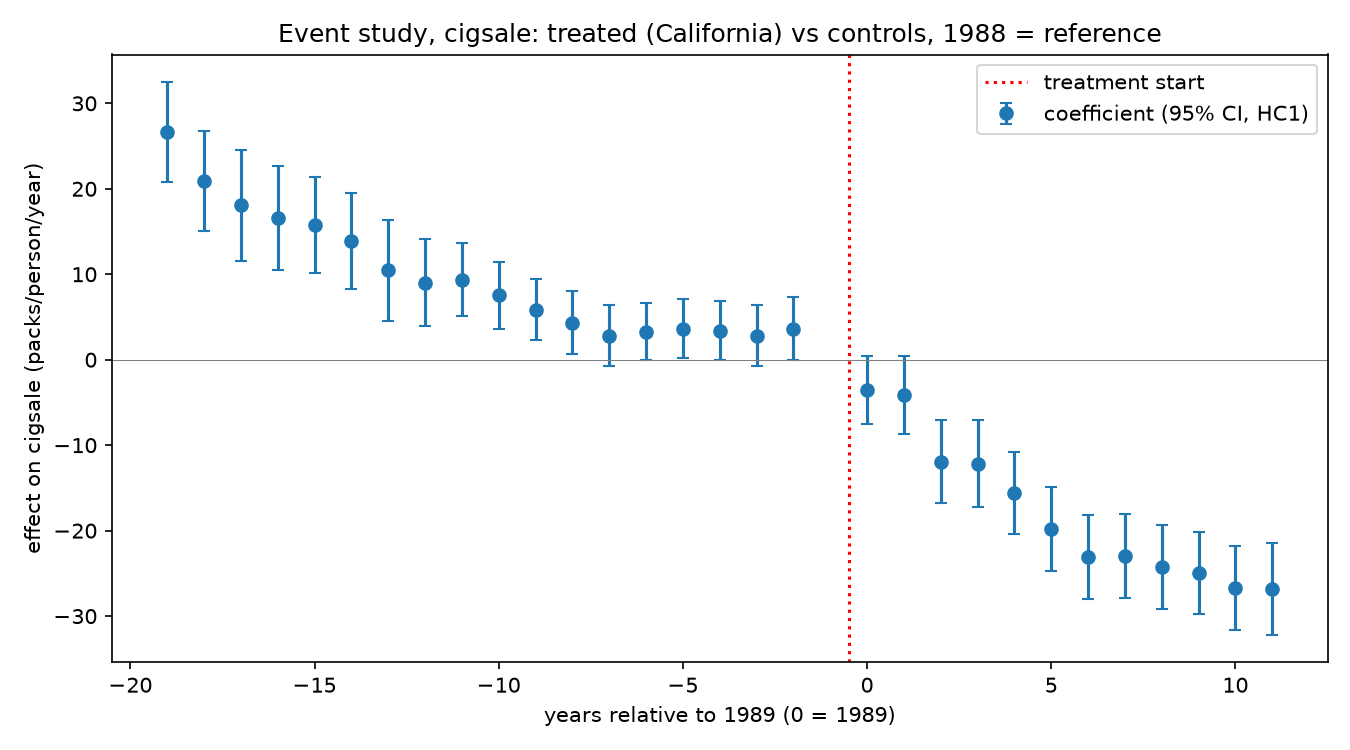 Event study, cigsale: treated (California) vs controls, 1988 = reference
treatment start
coefficient (95% CI, HC1)
effect on cigsale (packs/person/year)
30
20
10
0
−10
−20
−30
−20 −15 −10 −5 0 5 10
years relative to 1989 (0 = 1989)